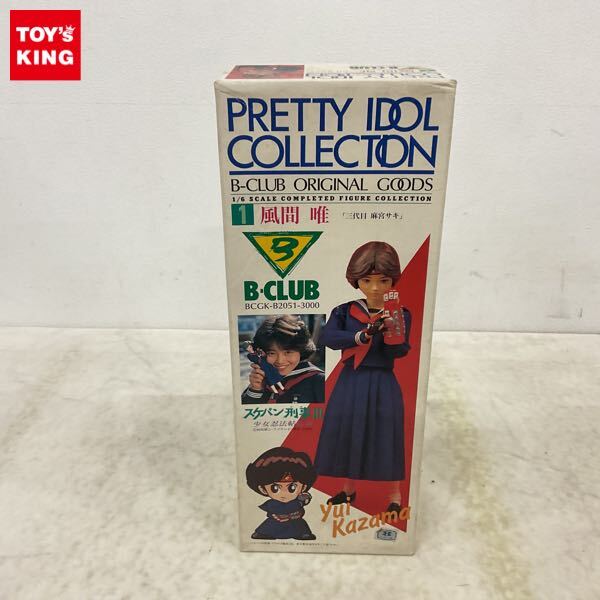 TOY's
KING
PRETTY IDOL
COLLECTION
B-CLUB ORIGINAL GOODS
1/6 SCALE COMPLETED FIGURE COLLECTION
1 風間 唯 「三代目 麻宮サキ」
B
B·CLUB
BCGK-B2051-3000
スケバン刑事III
少女忍法帖
Yui
Kazama